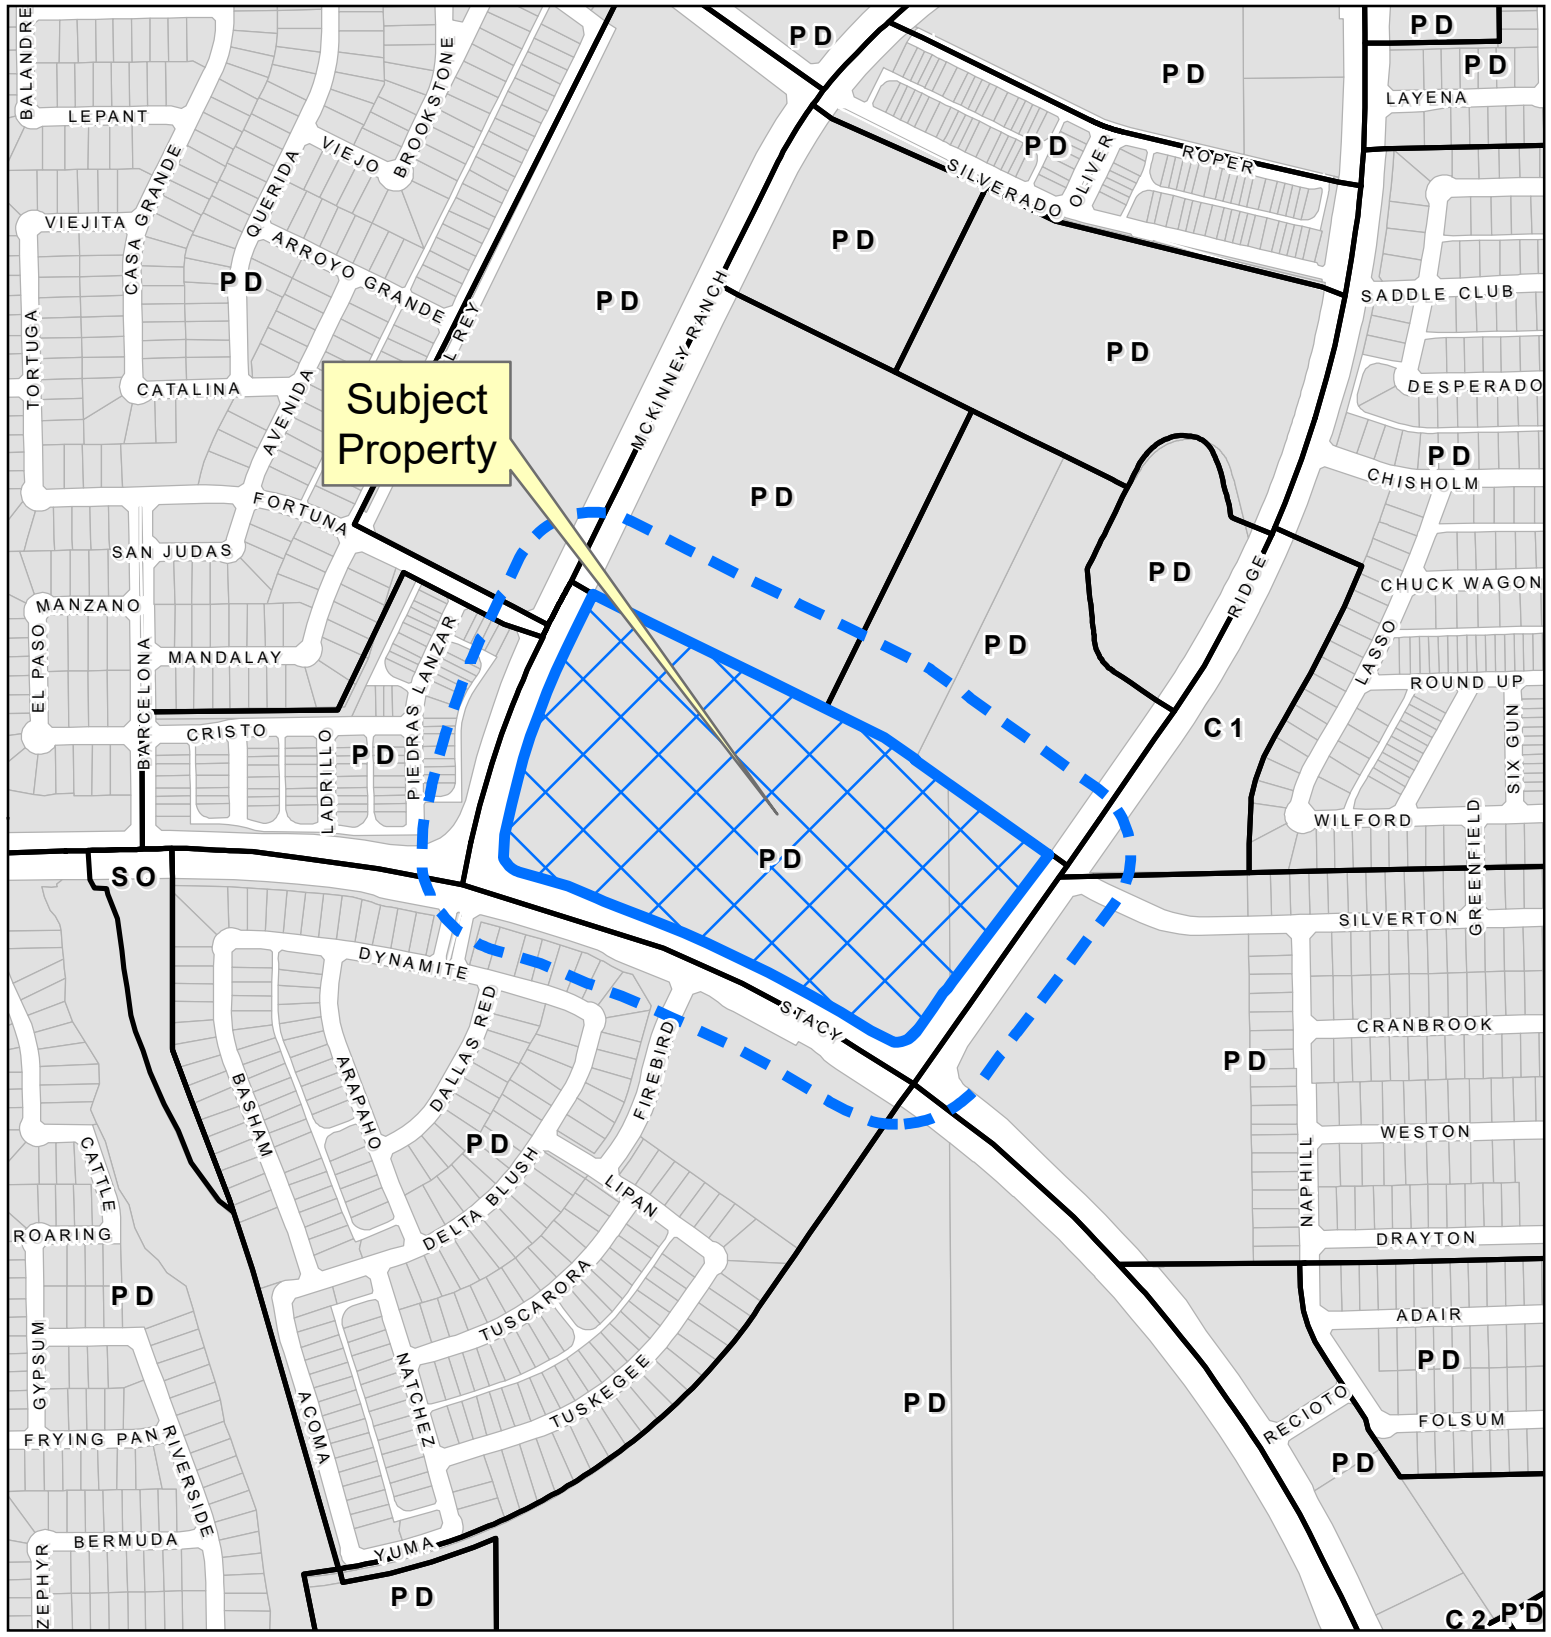 BALANDRE
LEPANT
BROOKSTONE
VIEJO
QUERIDA
CASA GRANDE
VIEJITA
ARROYO GRANDE
PD
L REY
TORTUGA
CATALINA
AVENIDA
FORTUNA
SAN JUDAS
MANZANO
EL PASO
BARCELONA
MANDALAY
CRISTO
LADRILLO
PD
PIEDRAS LANZAR
Subject
Property
PD
PD
PD
PD
PD
LAYENA
PD
SILVERADO
OLIVER
ROPER
PD
MCKINNEY RANCH
PD
SADDLE CLUB
DESPERADO
PD
CHISHOLM
PD
PD
RIDGE
CHUCK WAGON
LASSO
PD
ROUND UP
SIX GUN
C1
WILFORD
GREENFIELD
PD
SO
SILVERTON
DYNAMITE
DALLAS RED
STACY
FIREBIRD
ARAPAHO
BASHAM
CRANBROOK
PD
CATTLE
PD
DELTA BLUSH
WESTON
NAPHILL
LIPAN
ROARING
DRAYTON
PD
TUSCARORA
ADAIR
GYPSUM
NATCHEZ
TUSKEGEE
PD
PD
ACOMA
RECIOTO
FOLSUM
FRYING PAN
RIVERSIDE
PD
BERMUDA
YUMA
ZEPHYR
PD
C2
PD